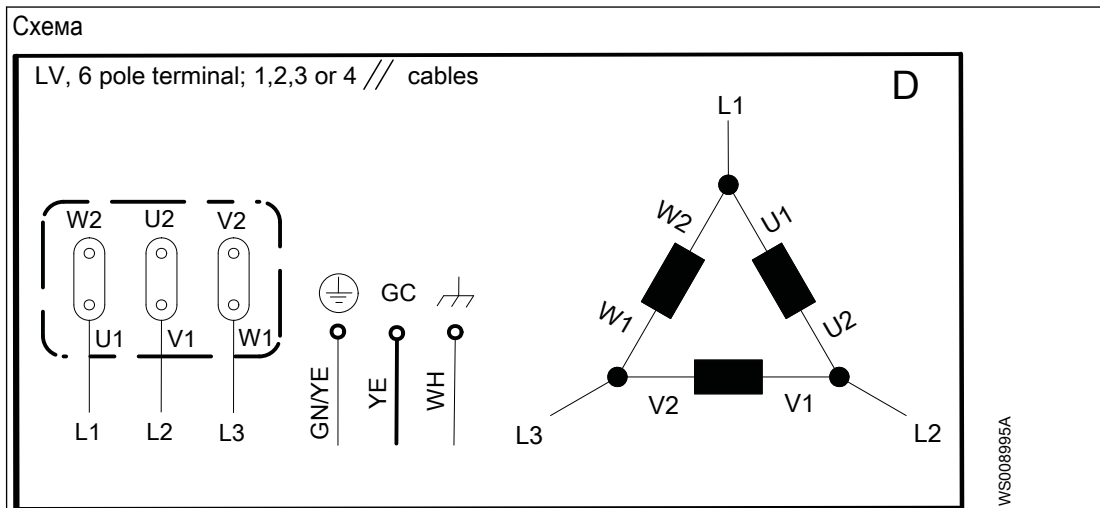 Схема
LV, 6 pole terminal; 1,2,3 or 4 // cables
D
W2 U2 V2
U1 V1 W1
L1 L2 L3
GC
GN/YE
YE
WH
L1
W2
U1
W1
U2
V2
V1
L3
L2
WS008995A